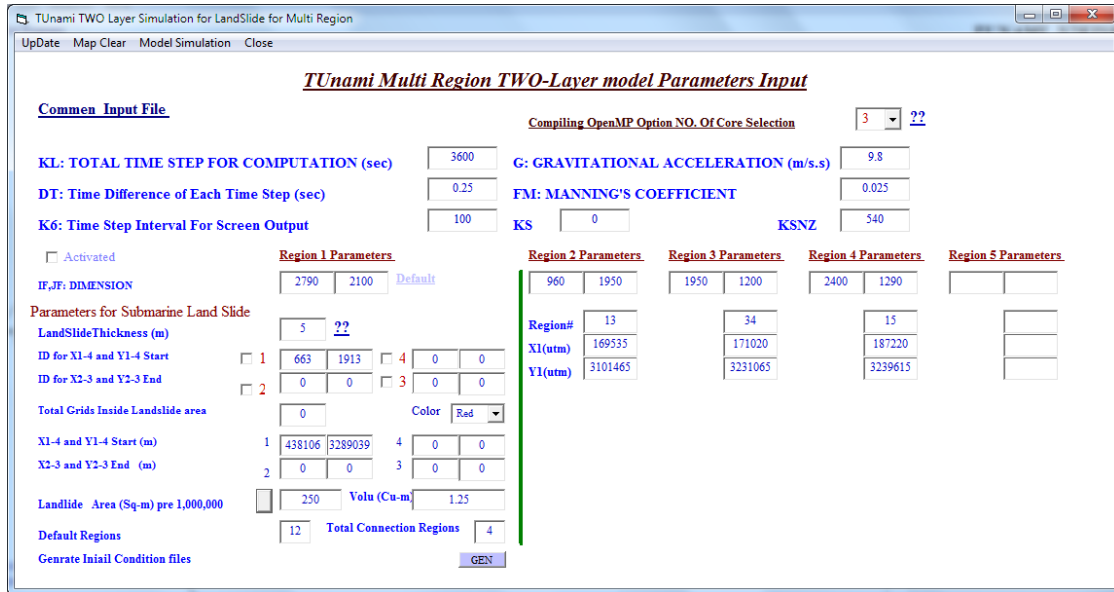 TUnami TWO Layer Simulation for LandSlide for Multi Region
UpDate Map Clear Model Simulation Close
TUnami Multi Region TWO-Layer model Parameters Input
Commen Input File
Compiling OpenMP Option NO. Of Core Selection 3 ??
KL: TOTAL TIME STEP FOR COMPUTATION (sec) 3600 G: GRAVITATIONAL ACCELERATION (m/s.s) 9.8
DT: Time Difference of Each Time Step (sec) 0.25 FM: MANNING'S COEFFICIENT 0.025
K6: Time Step Interval For Screen Output 100 KS 0 KSNZ 540
Activated Region 1 Parameters Region 2 Parameters Region 3 Parameters Region 4 Parameters Region 5 Parameters
IF,JF: DIMENSION 2790 2100 Default 960 1950 1950 1200 2400 1290
Parameters for Submarine Land Slide
LandSlideThickness (m) 5 ?? Region# 13 34 15
X1(utm) 169535 171020 187220
ID for X1-4 and Y1-4 Start 1 663 1913 4 0 0
Y1(utm) 3101465 3231065 3239615
ID for X2-3 and Y2-3 End 2 0 0 3 0 0
Total Grids Inside Landslide area 0 Color Red
X1-4 and Y1-4 Start (m) 1 438106 3289039 4 0 0
X2-3 and Y2-3 End (m) 2 0 0 3 0 0
Landlide Area (Sq-m) pre 1,000,000 250 Volu (Cu-m) 1.25
Default Regions 12 Total Connection Regions 4
Genrate Iniail Condition files GEN